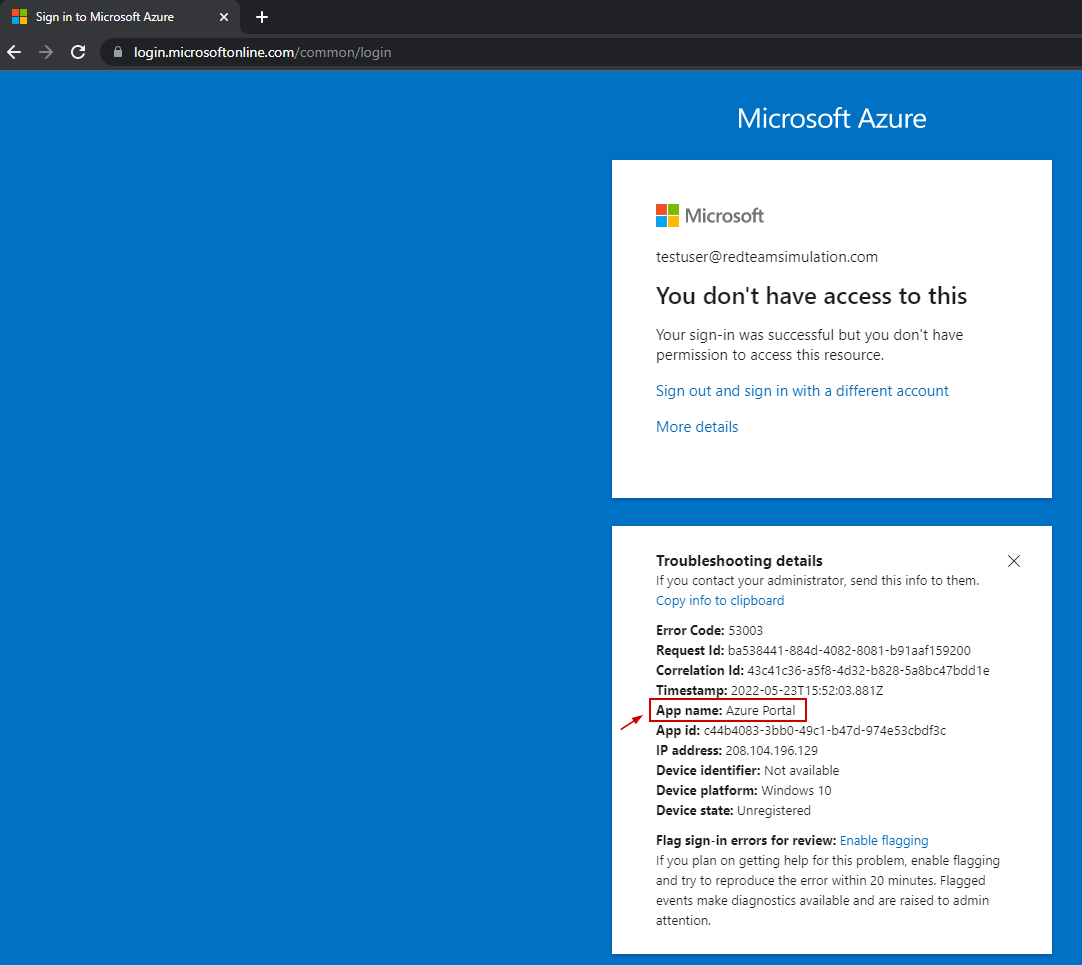 Sign in to Microsoft Azure
login.microsoftonline.com/common/login
Microsoft Azure
Microsoft
testuser@redteamsimulation.com
You don't have access to this
Your sign-in was successful but you don't have
permission to access this resource.
Sign out and sign in with a different account
More details
Troubleshooting details
If you contact your administrator, send this info to them.
Copy info to clipboard
Error Code: 53003
Request Id: ba538441-884d-4082-8081-b91aaf159200
Correlation Id: 43c41c36-a5f8-4d32-b828-5a8bc47bdd1e
Timestamp: 2022-05-23T15:52:03.881Z
App name: Azure Portal
App id: c44b4083-3bb0-49c1-b47d-974e53cbdf3c
IP address: 208.104.196.129
Device identifier: Not available
Device platform: Windows 10
Device state: Unregistered
Flag sign-in errors for review: Enable flagging
If you plan on getting help for this problem, enable flagging
and try to reproduce the error within 20 minutes. Flagged
events make diagnostics available and are raised to admin
attention.